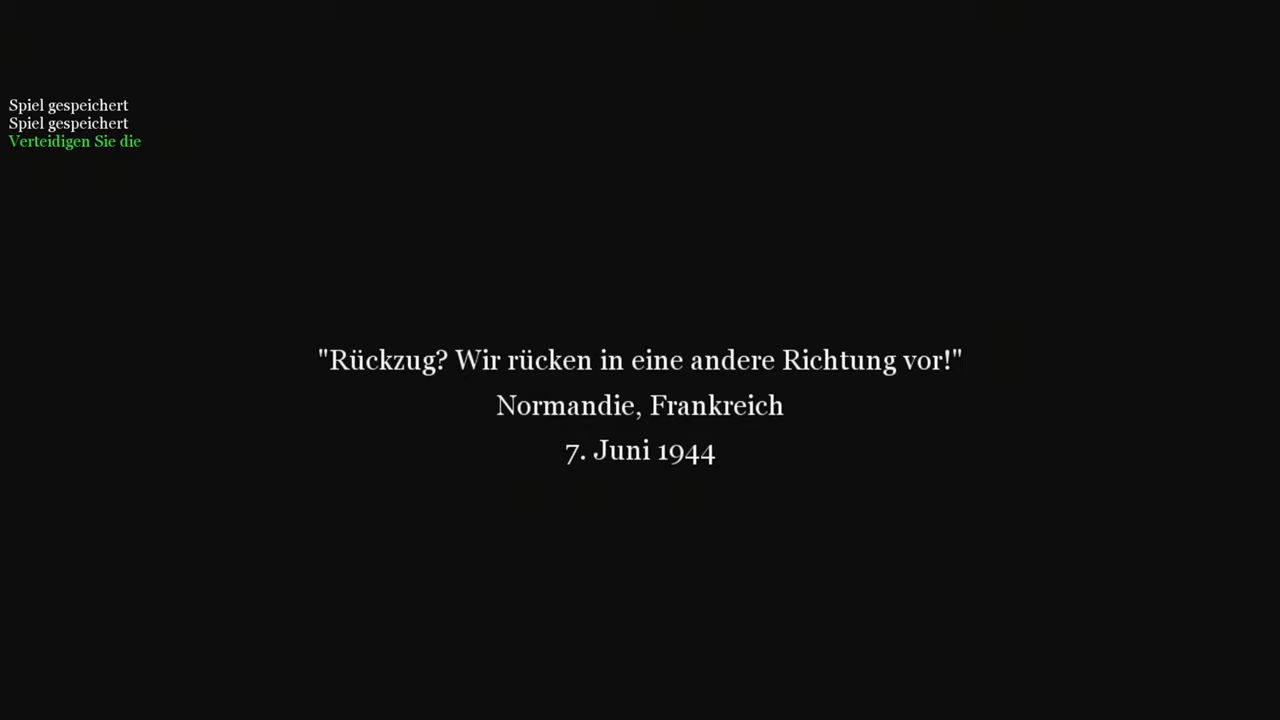 Spiel gespeichert
Spiel gespeichert
Verteidigen Sie die
"Rückzug? Wir rücken in eine andere Richtung vor!"
Normandie, Frankreich
7. Juni 1944